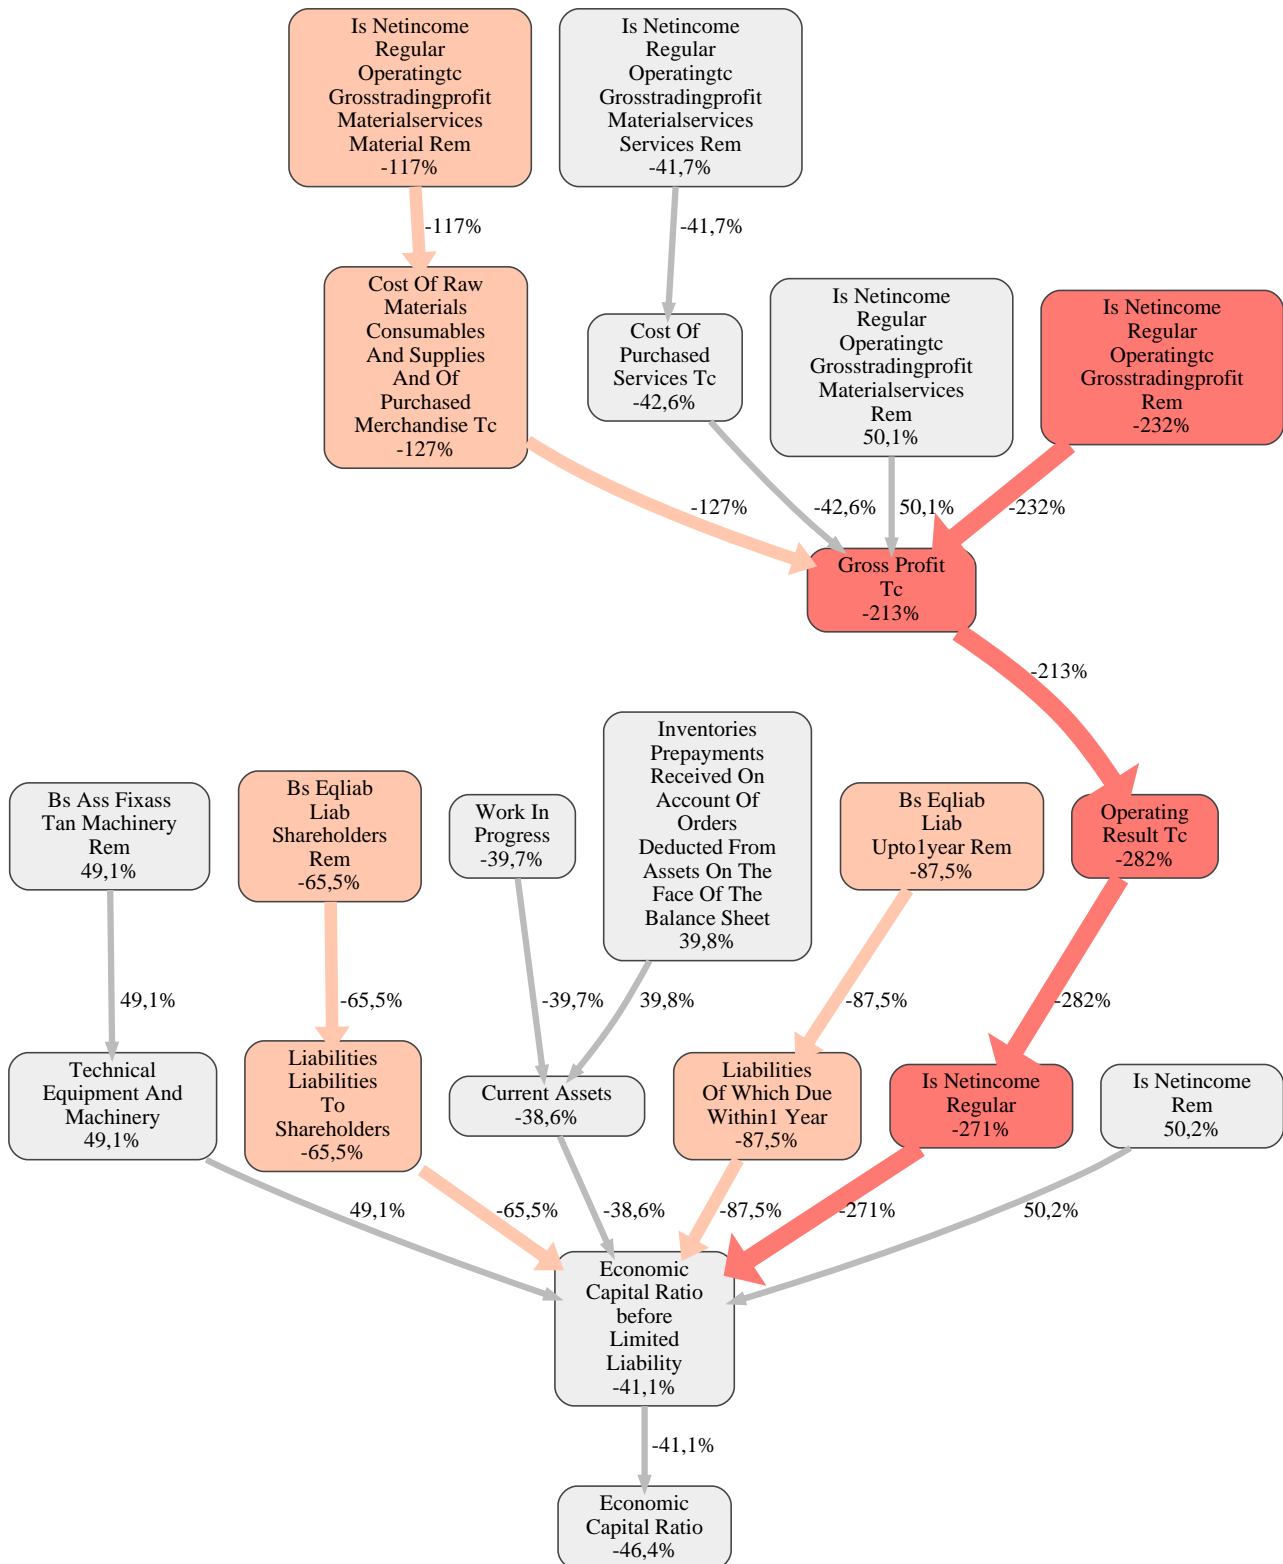 Is Netincome
Regular
Operatingtc
Grosstradingprofit
Materialservices
Material Rem
-117%
Is Netincome
Regular
Operatingtc
Grosstradingprofit
Materialservices
Services Rem
-41,7%
-117%
-41,7%
Cost Of Raw
Materials
Consumables
And Supplies
And Of
Purchased
Merchandise Tc
-127%
Cost Of
Purchased
Services Tc
-42,6%
Is Netincome
Regular
Operatingtc
Grosstradingprofit
Materialservices
Rem
50,1%
Is Netincome
Regular
Operatingtc
Grosstradingprofit
Rem
-232%
-127%
-42,6%
50,1%
-232%
Gross Profit
Tc
-213%
-213%
Bs Ass Fixass
Tan Machinery
Rem
49,1%
Bs Eqliab
Liab
Shareholders
Rem
-65,5%
Work In
Progress
-39,7%
Inventories
Prepayments
Received On
Account Of
Orders
Deducted From
Assets On The
Face Of The
Balance Sheet
39,8%
Bs Eqliab
Liab
Upto1year Rem
-87,5%
Operating
Result Tc
-282%
49,1%
-65,5%
-39,7%
39,8%
-87,5%
-282%
Technical
Equipment And
Machinery
49,1%
Liabilities
Liabilities
To
Shareholders
-65,5%
Current Assets
-38,6%
Liabilities
Of Which Due
Within1 Year
-87,5%
Is Netincome
Regular
-271%
Is Netincome
Rem
50,2%
49,1%
-65,5%
-38,6%
-87,5%
-271%
50,2%
Economic
Capital Ratio
before
Limited
Liability
-41,1%
-41,1%
Economic
Capital Ratio
-46,4%